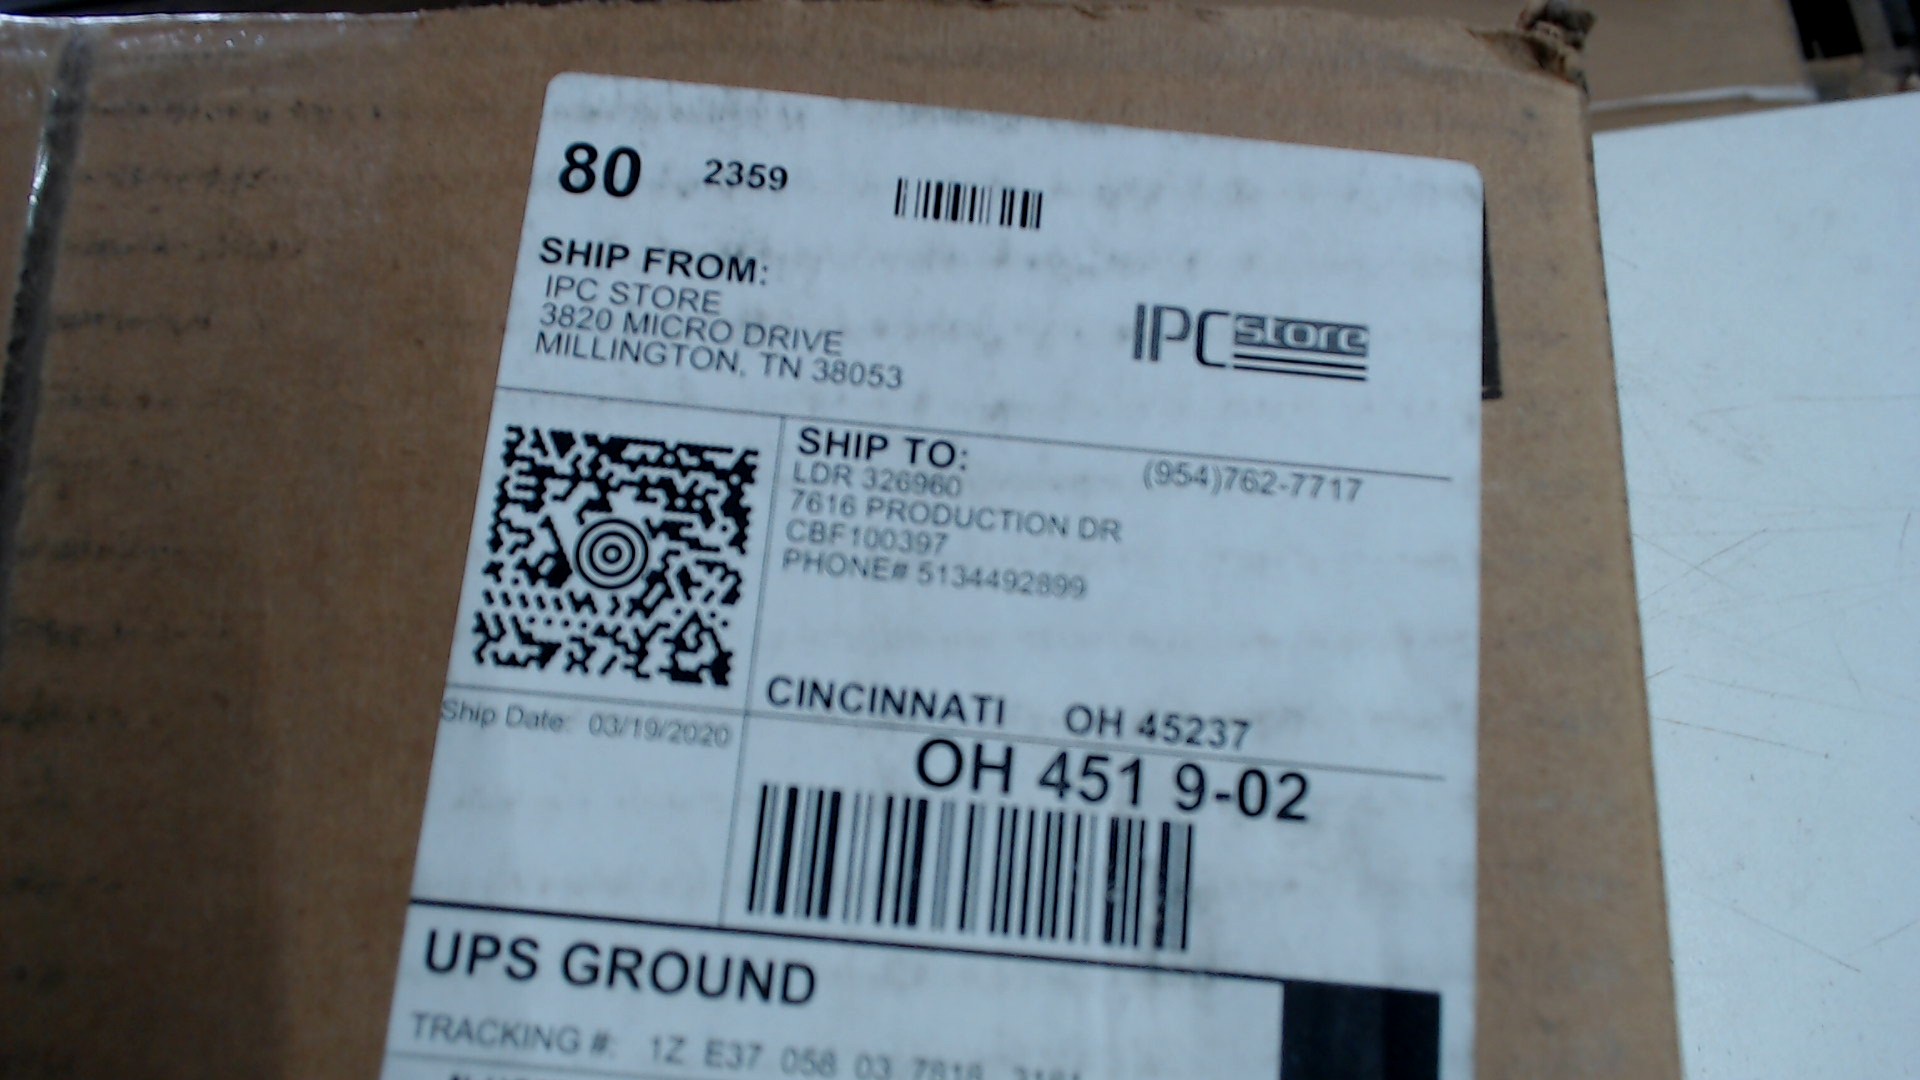 80 2359
SHIP FROM:
IPC STORE
3820 MICRO DRIVE
MILLINGTON, TN 38053
IPC store
SHIP TO:
LDR 326960 (954)762-7717
7616 PRODUCTION DR
CBF100397
PHONE# 5134492899
CINCINNATI OH 45237
Ship Date: 03/19/2020
OH 451 9-02
UPS GROUND
TRACKING #: 1Z E37 058 03 7818